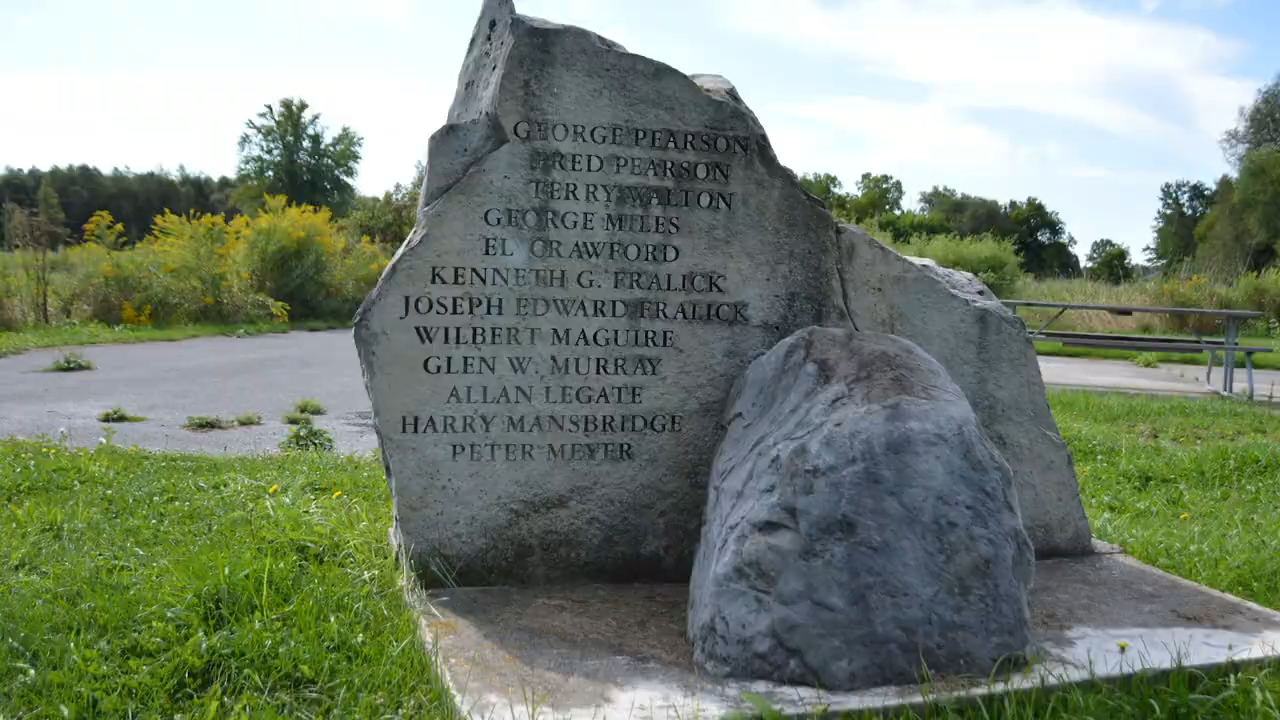 GEORGE PEARSON
FRED PEARSON
TERRY WALTON
GEORGE MILES
EL CRAWFORD
KENNETH G. FRALICK
JOSEPH EDWARD FRALICK
WILBERT MAGUIRE
GLEN W. MURRAY
ALLAN LEGATE
HARRY MANSBRIDGE
PETER MEYER